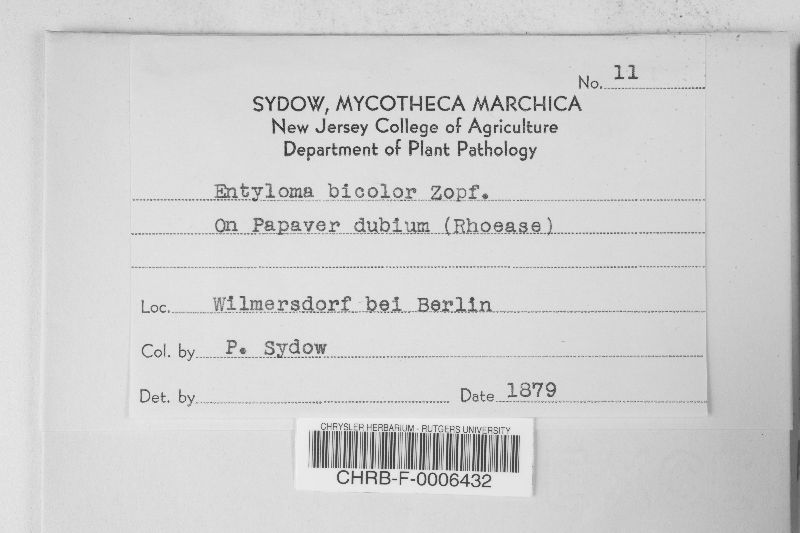 No. 11
SYDOW, MYCOTHECA MARCHICA
New Jersey College of Agriculture
Department of Plant Pathology
Entyloma bicolor Zopf.
On Papaver dubium (Rhoease)
Loc. Wilmersdorf bei Berlin
Col. by P. Sydow
Det. by Date 1879
CHRYSLER HERBARIUM - RUTGERS UNIVERSITY
CHRB-F-0006432